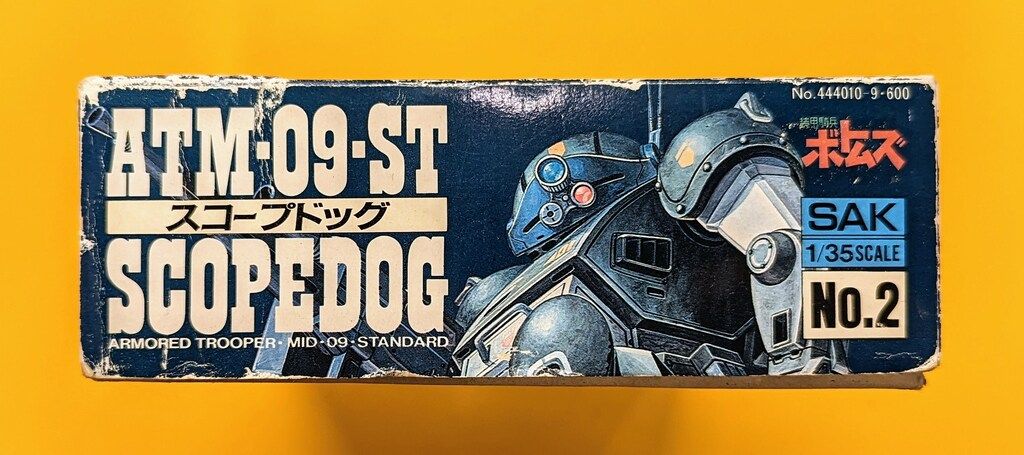 ATM-09-ST
スコープドッグ
SCOPEDOG
ARMORED TROOPER・MID-09-STANDARD
No.444010-9・600
装甲騎兵
ボトムズ
SAK
1/35SCALE
No.2